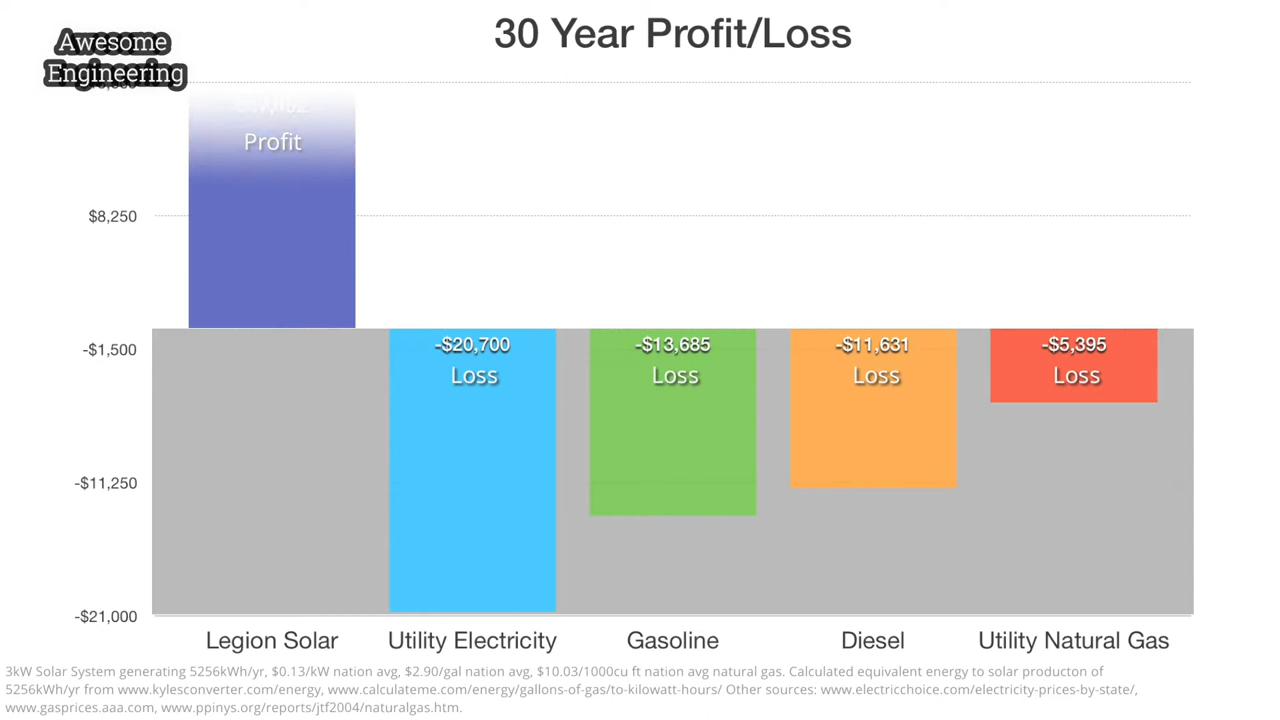 30 Year Profit/Loss
Awesome
Engineering
Profit
$8,250
-$1,500
-$20,700
-$13,685
-$11,631
-$5,395
Loss
Loss
Loss
Loss
-$11,250
-$21,000
Legion Solar
Utility Electricity
Gasoline
Diesel
Utility Natural Gas
3kW Solar System generating 5256kWh/yr, $0.13/kW nation avg, $2.90/gal nation avg, $10.03/1000cu ft nation avg natural gas. Calculated equivalent energy to solar producton of
5256kWh/yr from www.kylesconverter.com/energy, www.calculateme.com/energy/gallons-of-gas/to-kilowatt-hours/ Other sources: www.electricchoice.com/electricity-prices-by-state/,
www.gasprices.aaa.com, www.ppinys.org/reports/jtf2004/naturalgas.htm.